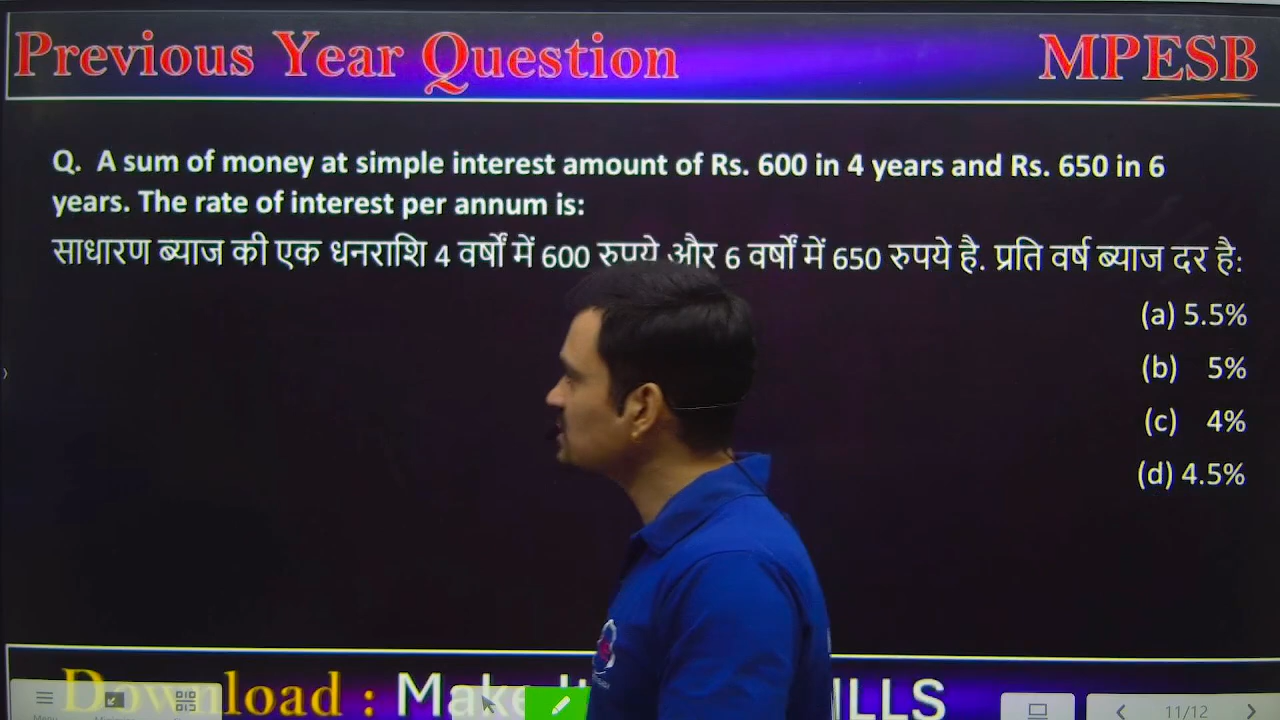 Previous Year Question MPESB
Q. A sum of money at simple interest amount of Rs. 600 in 4 years and Rs. 650 in 6
years. The rate of interest per annum is:
साधारण ब्याज की एक धनराशि 4 वर्षों में 600 रुपये और 6 वर्षों में 650 रुपये है. प्रति वर्ष ब्याज दर है:
(a) 5.5%
(b) 5%
(c) 4%
(d) 4.5%
Download : Make
11/12